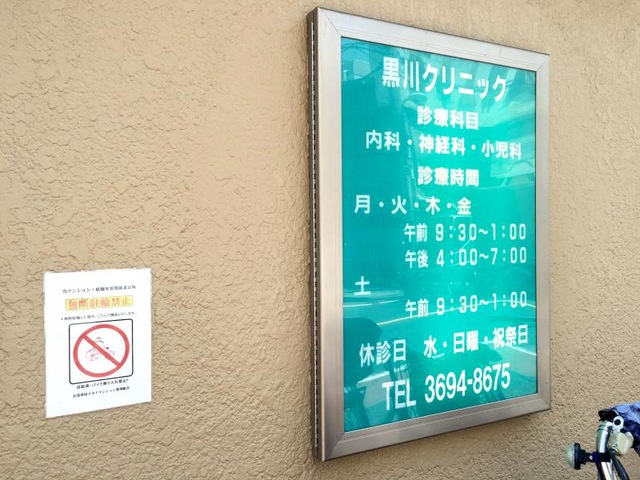 黒川クリニック
診療科目
内科・神経科・小児科
診療時間
月・火・木・金
午前 9:30〜1:00
午後 4:00〜7:00
土
午前 9:30〜1:00
休診日 水・日曜・祝祭日
TEL 3694-8675
無断駐輪禁止